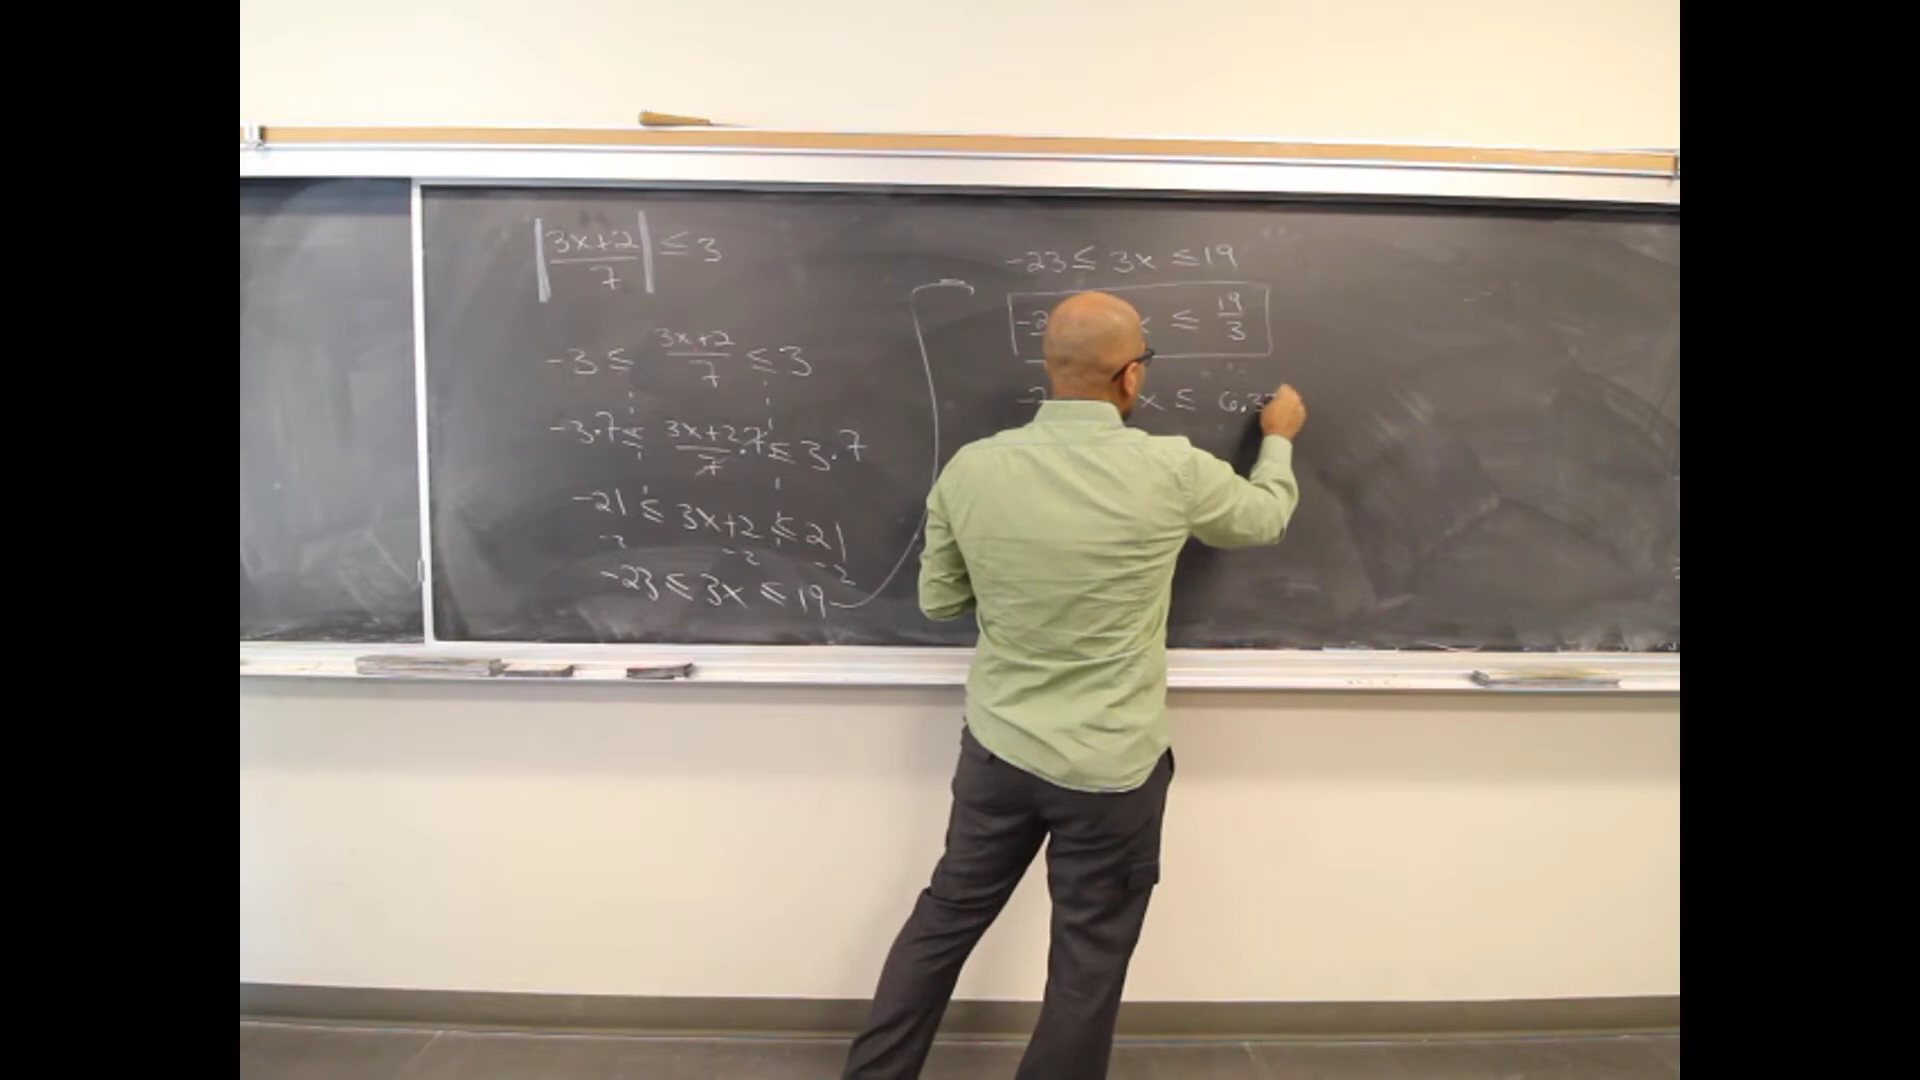 |3x+2/7| ≤ 3
-3 ≤ 3x+2/7 ≤ 3
-3·7 ≤ 3x+2/7 ·7 ≤ 3·7
-21 ≤ 3x+2 ≤ 21
-2 -2 -2
-23 ≤ 3x ≤ 19
-23 ≤ 3x ≤ 19
x ≤ 19/3
x ≤ 6.3